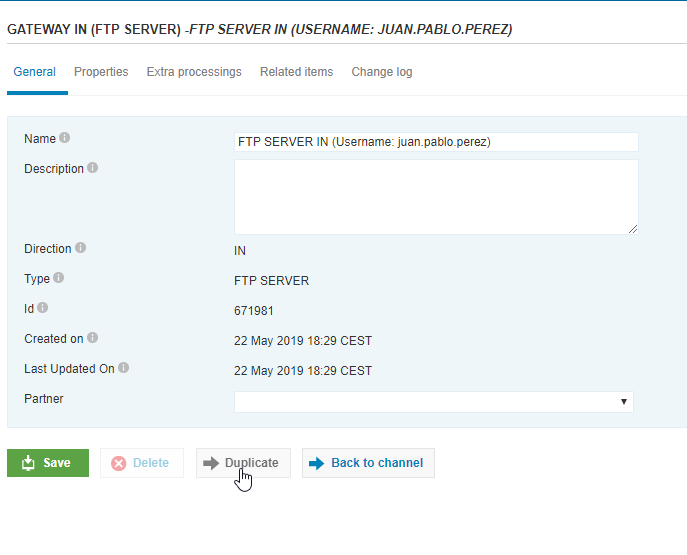 GATEWAY IN (FTP SERVER) -FTP SERVER IN (USERNAME: JUAN.PABLO.PEREZ)
General Properties Extra processings Related items Change log
Name FTP SERVER IN (Username: juan.pablo.perez)
Description
Direction IN
Type FTP SERVER
Id 671981
Created on 22 May 2019 18:29 CEST
Last Updated On 22 May 2019 18:29 CEST
Partner
Save Delete Duplicate Back to channel